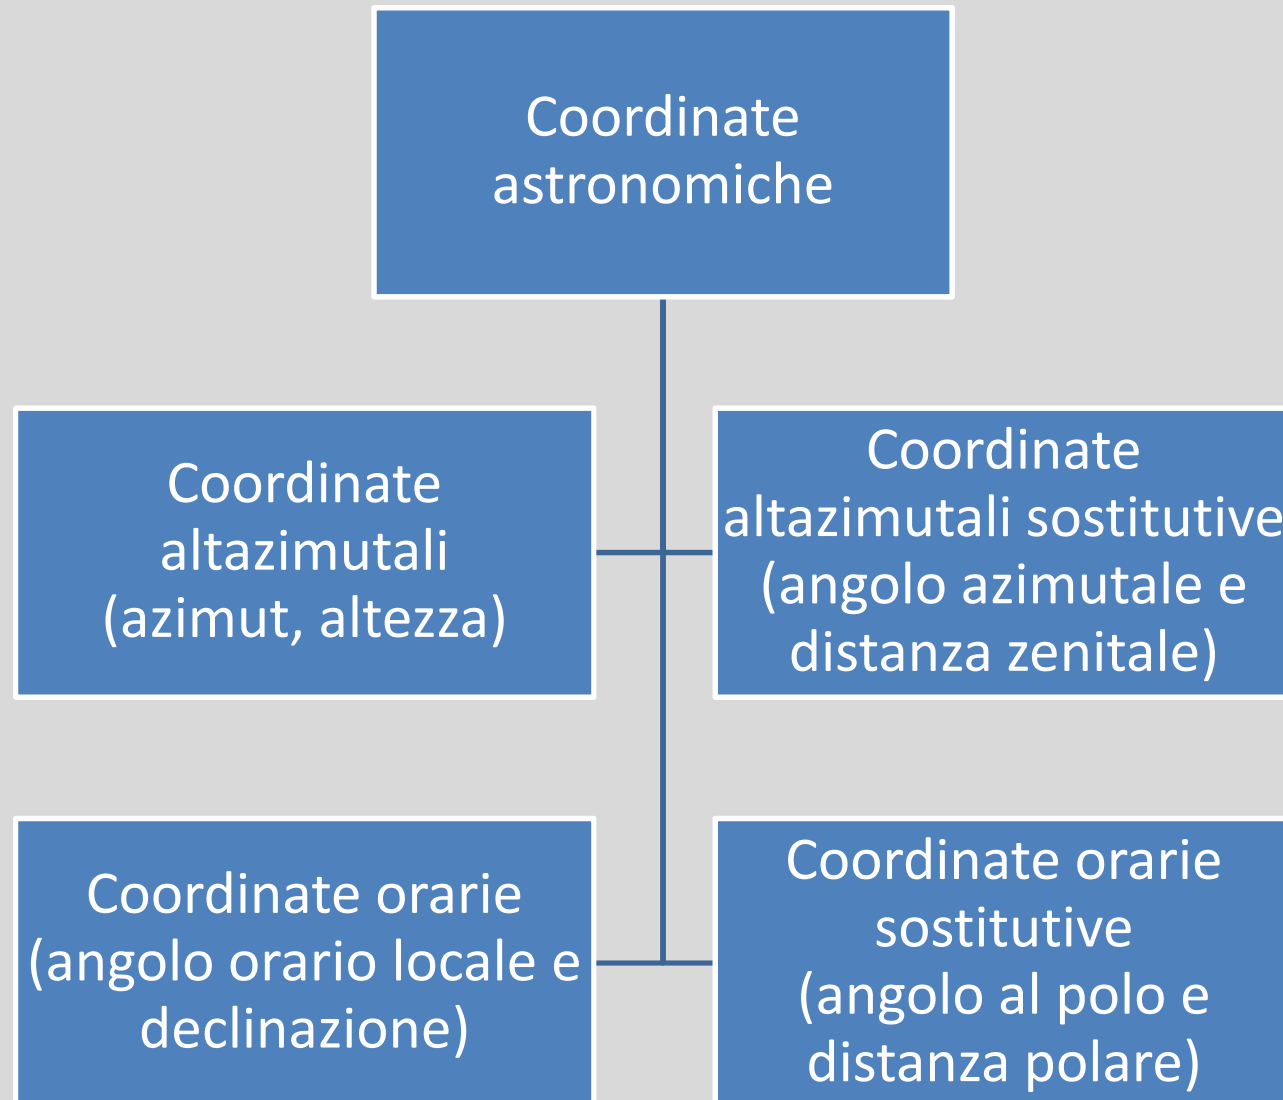 Coordinate
astronomiche
Coordinate
altazimutali
(azimut, altezza)
Coordinate
altazimutali sostitutive
(angolo azimutale e
distanza zenitale)
Coordinate orarie
(angolo orario locale e
declinazione)
Coordinate orarie
sostitutive
(angolo al polo e
distanza polare)